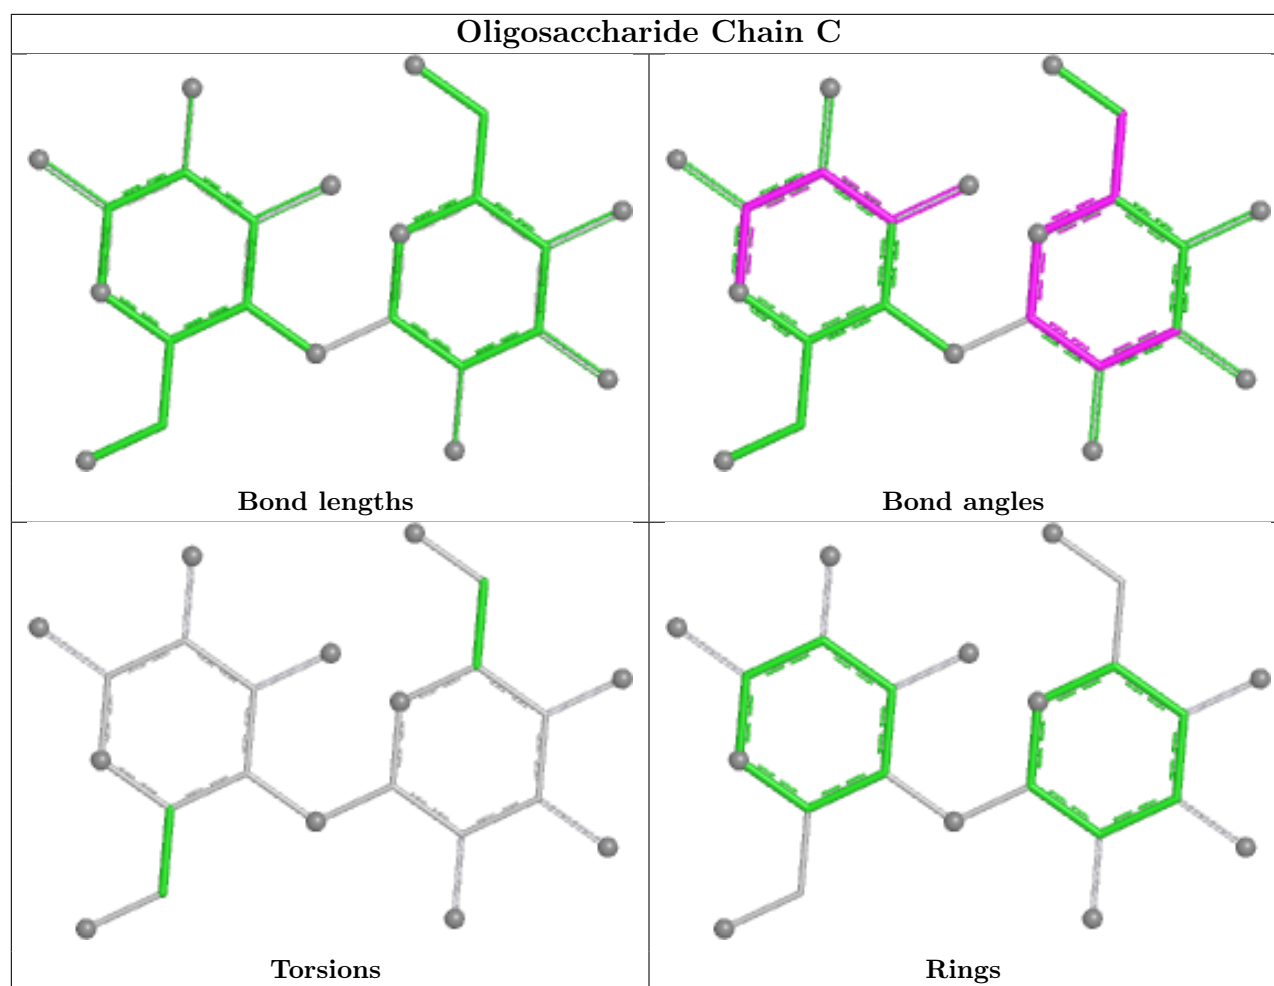 Oligosaccharide Chain C
Bond lengths
Bond angles
Torsions
Rings